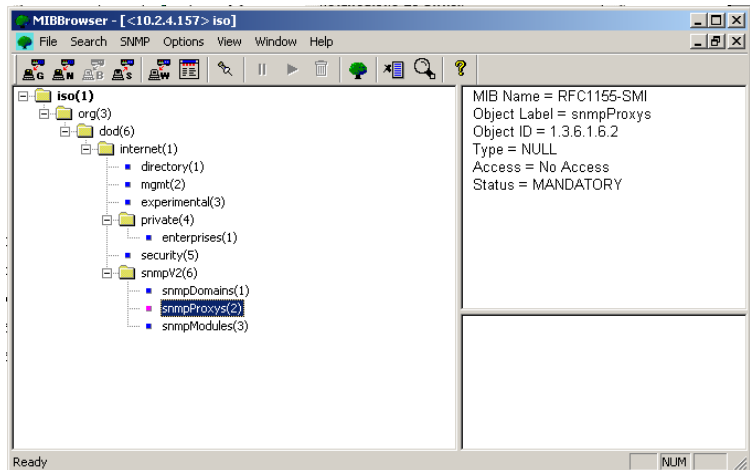 MIBBrowser - [<10.2.4.157> iso]
File Search SNMP Options View Window Help
G N B S
iso(1)
org(3)
dod(6)
internet(1)
directory(1)
mgmt(2)
experimental(3)
private(4)
enterprises(1)
security(5)
snmpV2(6)
snmpDomains(1)
snmpProxys(2)
snmpModules(3)
MIB Name = RFC1155-SMI
Object Label = snmpProxys
Object ID = 1.3.6.1.6.2
Type = NULL
Access = No Access
Status = MANDATORY
Ready
NUM